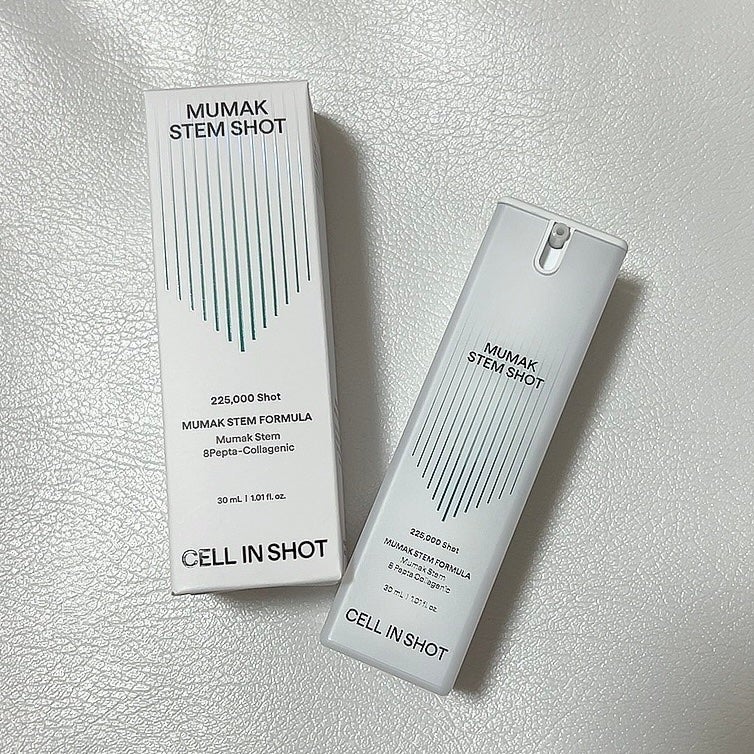 MUMAK
STEM SHOT
225,000 Shot
MUMAK STEM FORMULA
Mumak Stem
8Pepta-Collagenic
30 mL | 1.01 fl. oz.
CELL IN SHOT
MUMAK
STEM SHOT
225,000 Shot
MUMAK STEM FORMULA
Mumak Stem
8 Pepta Collagenic
30 mL | 1.01 fl. oz.
CELL IN SHOT